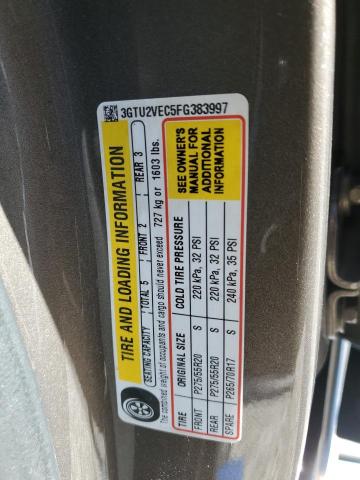 3GTU2VEC5FG383997
TIRE AND LOADING INFORMATION
SEATING CAPACITY TOTAL 5 FRONT 2 REAR 3
The combined weight of occupants and cargo should never exceed 727 kg or 1603 lbs.
TIRE ORIGINAL SIZE COLD TIRE PRESSURE
FRONT P275/55R20 S 220 kPa, 32 PSI
REAR P275/55R20 S 220 kPa, 32 PSI
SPARE P265/70R17 S 240 kPa, 35 PSI
SEE OWNER'S
MANUAL FOR
ADDITIONAL
INFORMATION